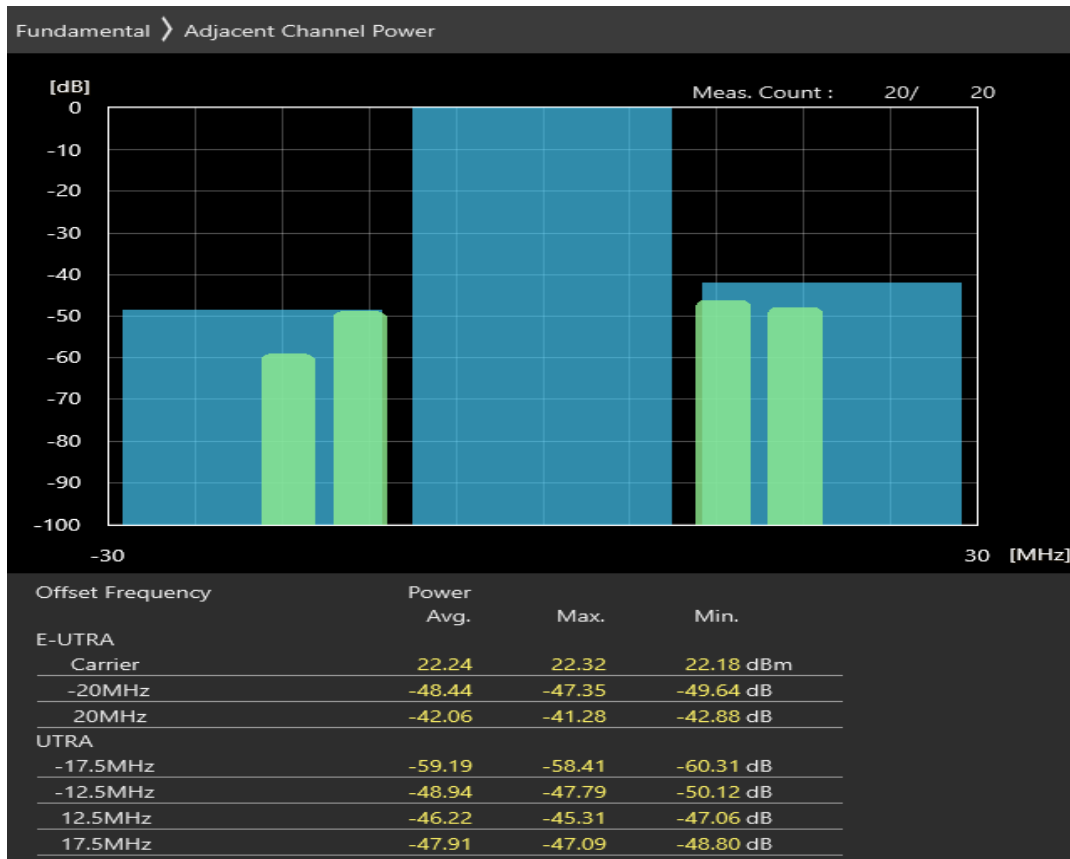 Fundamental 〉 Adjacent Channel Power
[dB]
Meas. Count : 20/ 20
0
-10
-20
-30
-40
-50
-60
-70
-80
-90
-100
-30 30 [MHz]
Offset Frequency Power
Avg. Max. Min.
E-UTRA
Carrier 22.24 22.32 22.18 dBm
-20MHz -48.44 -47.35 -49.64 dB
20MHz -42.06 -41.28 -42.88 dB
UTRA
-17.5MHz -59.19 -58.41 -60.31 dB
-12.5MHz -48.94 -47.79 -50.12 dB
12.5MHz -46.22 -45.31 -47.06 dB
17.5MHz -47.91 -47.09 -48.80 dB